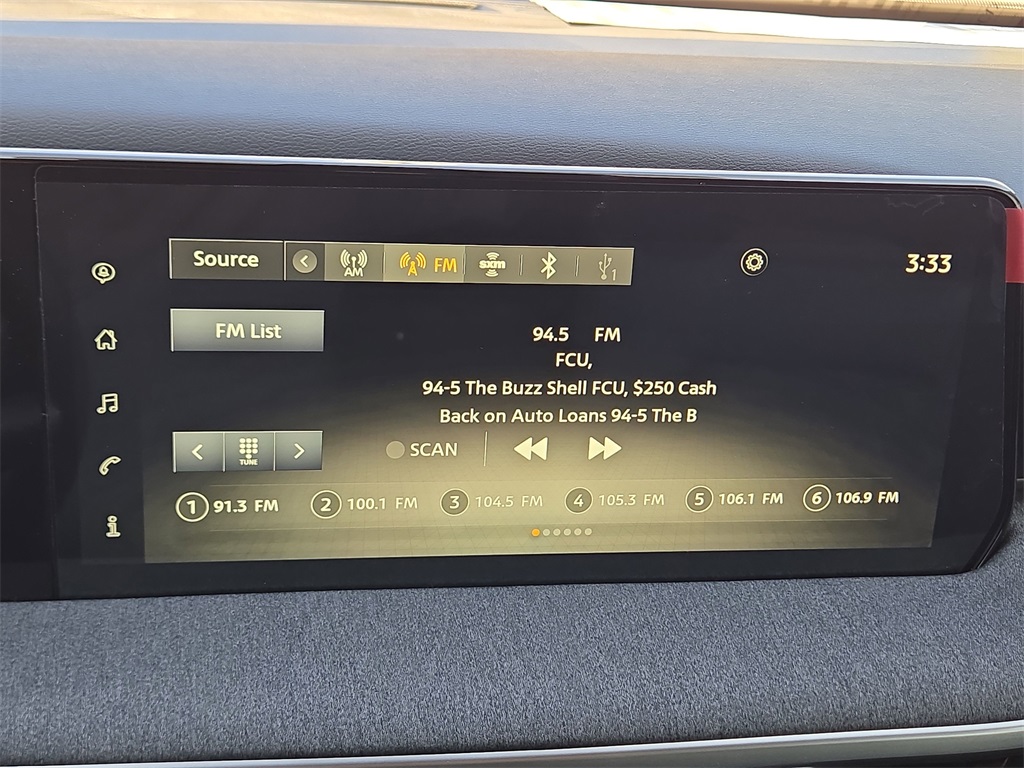 Source AM FM sxm 1 3:33
FM List
94.5 FM
FCU,
94-5 The Buzz Shell FCU, $250 Cash
Back on Auto Loans 94-5 The B
TUNE SCAN
1 91.3 FM 2 100.1 FM 3 104.5 FM 4 105.3 FM 5 106.1 FM 6 106.9 FM